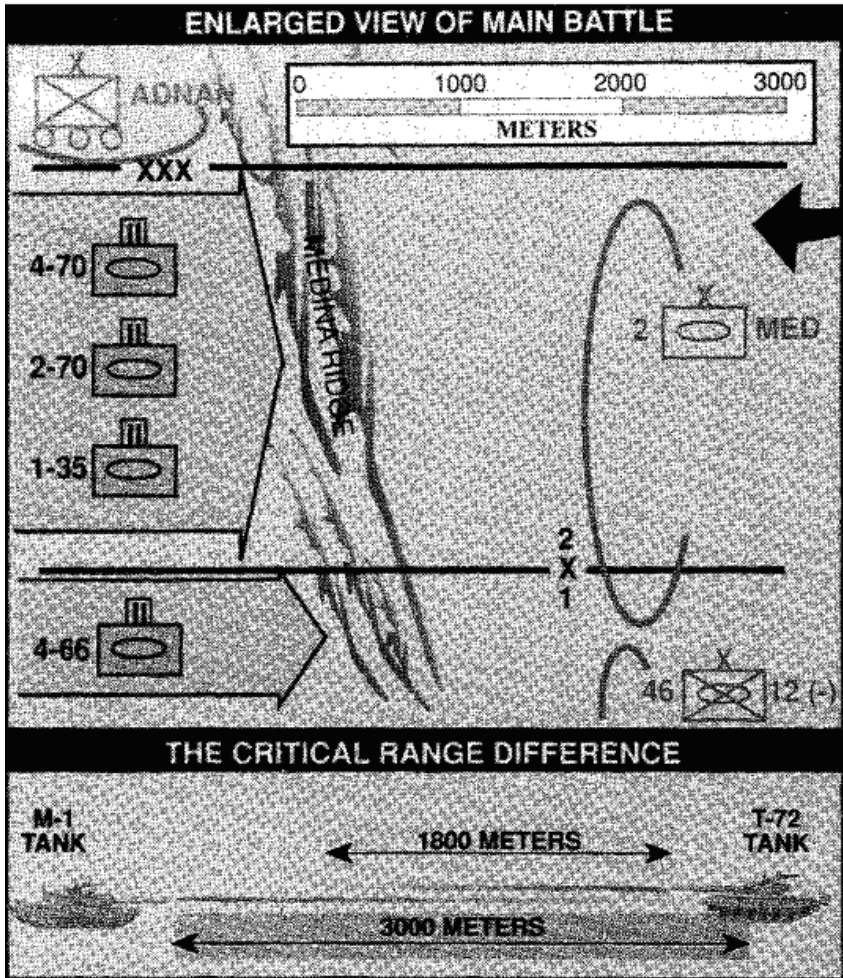 ENLARGED VIEW OF MAIN BATTLE
X
ADNAN
0 1000 2000 3000
METERS
XXX
4-70
MEDINA RIDGE
X
2-70
2 MED
1-35
2
X
1
4-66
X
46 12 (-)
THE CRITICAL RANGE DIFFERENCE
M-1
TANK
1800 METERS
T-72
TANK
3000 METERS